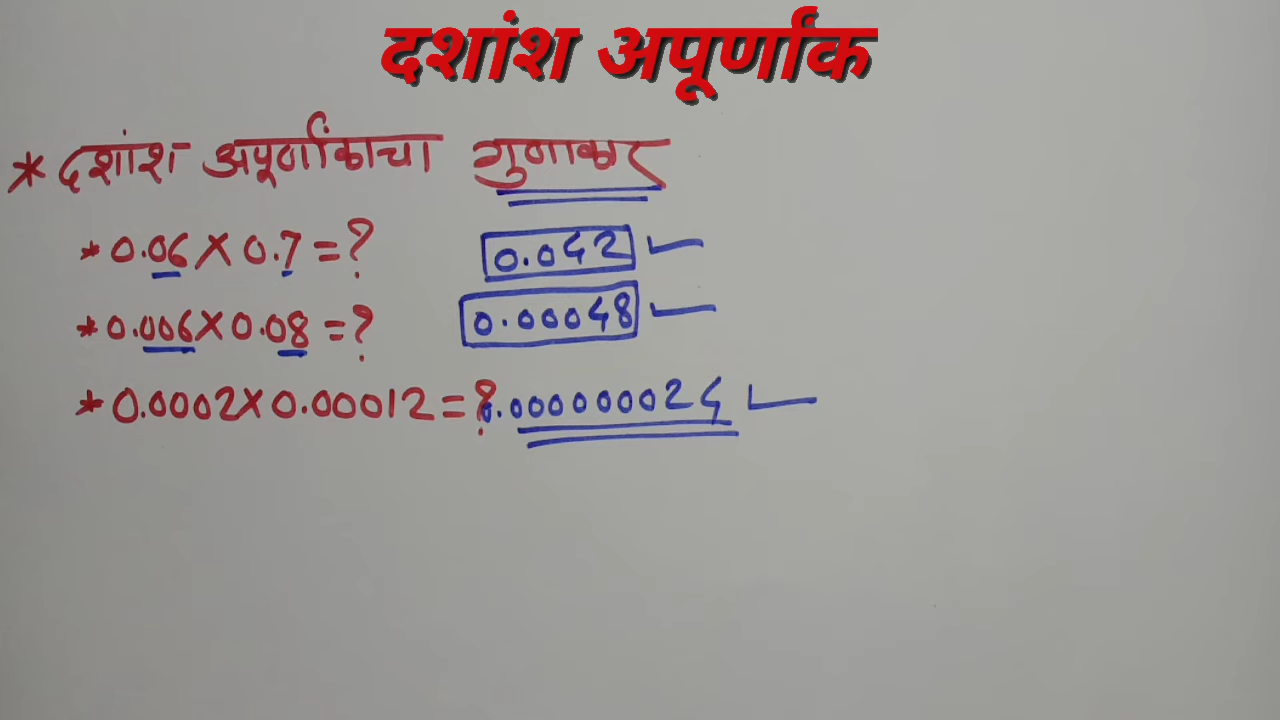 दशांश अपूर्णांक
* दशांश अपूर्णांकाचा गुणाकार
* 0.06 × 0.7 = ? 0.042
* 0.006 × 0.08 = ? 0.00048
* 0.0002 × 0.00012 = ? 0.000000024